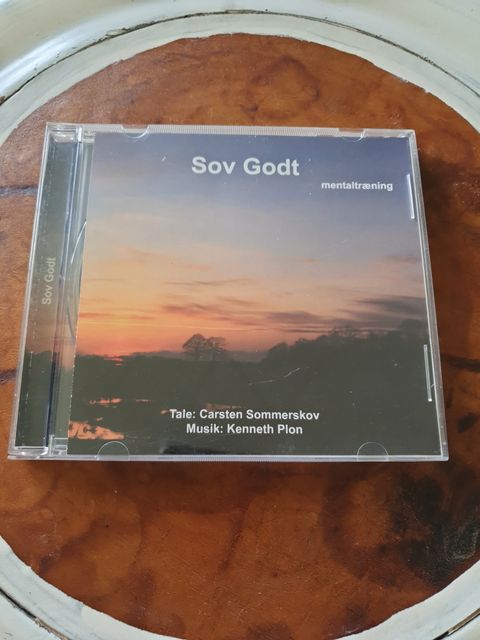 Sov Godt
mentaltræning
Sov Godt
Tale: Carsten Sommerskov
Musik: Kenneth Plon